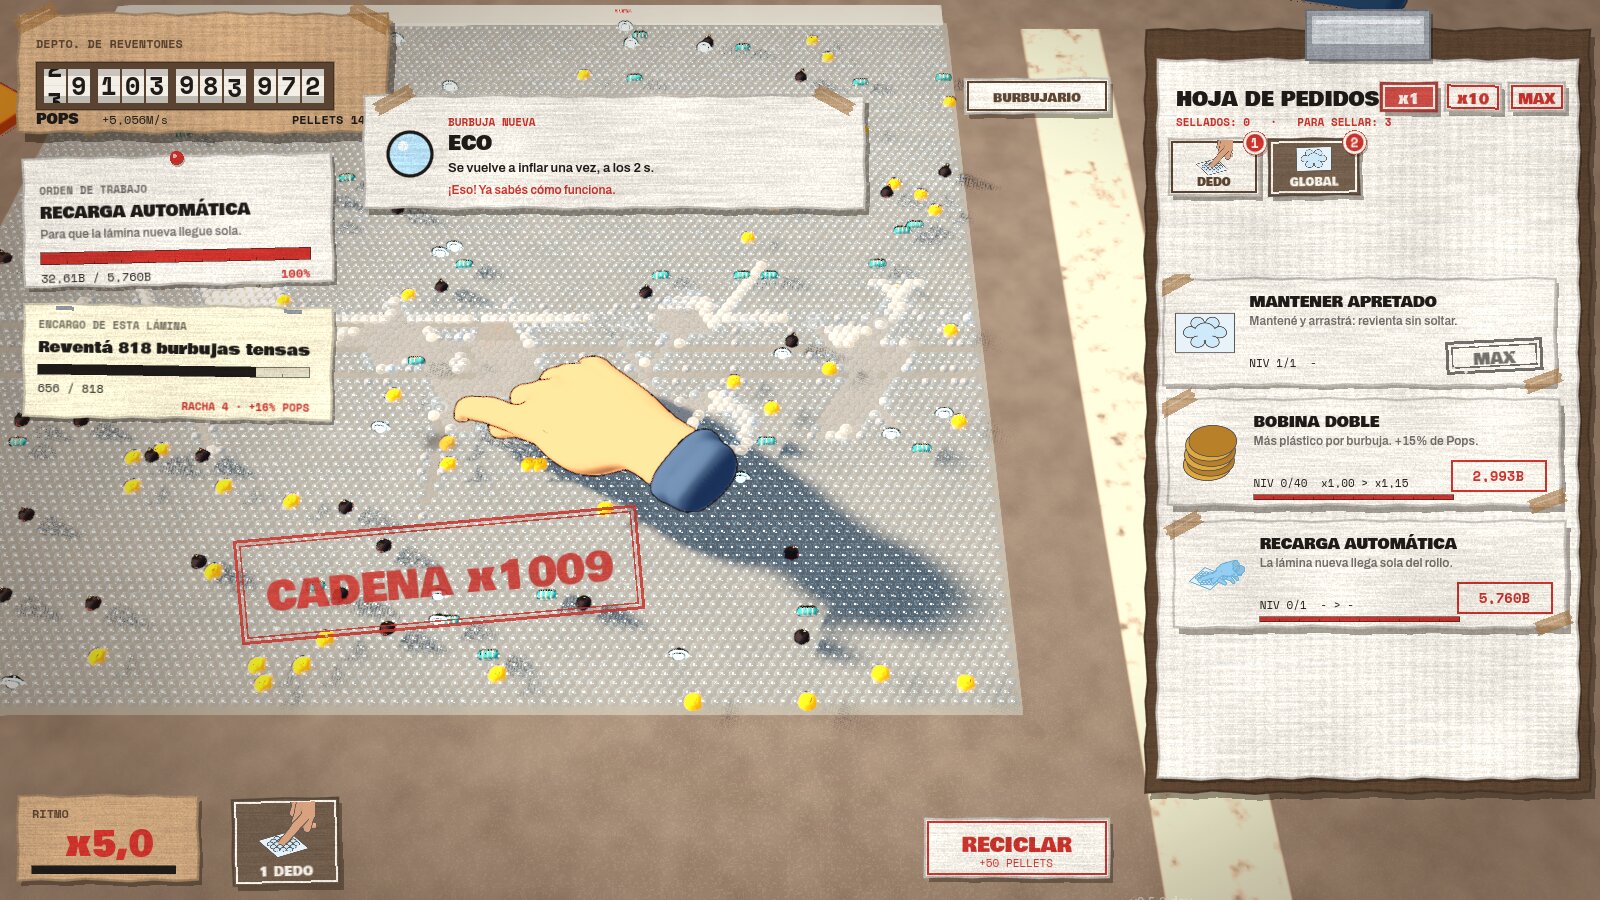 DEPTO. DE REVENTONES
9 103 983 972
POPS +5,056M/s PELLETS 14
ORDEN DE TRABAJO
RECARGA AUTOMÁTICA
Para que la lámina nueva llegue sola.
32,61B / 5,760B 100%
ENCARGO DE ESTA LÁMINA
Reventá 818 burbujas tensas
656 / 818
RACHA 4 · +16% POPS
BURBUJA NUEVA
ECO
Se vuelve a inflar una vez, a los 2 s.
¡Eso! Ya sabés cómo funciona.
BURBUJARIO
HOJA DE PEDIDOS x1 x10 MAX
SELLADOS: 0 · PARA SELLAR: 3
1 2
DEDO GLOBAL
MANTENER APRETADO
Mantené y arrastrá: revienta sin soltar.
NIV 1/1 -
MAX
BOBINA DOBLE
Más plástico por burbuja. +15% de Pops.
NIV 0/40 x1,00 > x1,15
2,993B
RECARGA AUTOMÁTICA
La lámina nueva llega sola del rollo.
NIV 0/1 - > -
5,760B
CADENA x1009
RITMO
x5,0
1 DEDO
RECICLAR
+50 PELLETS